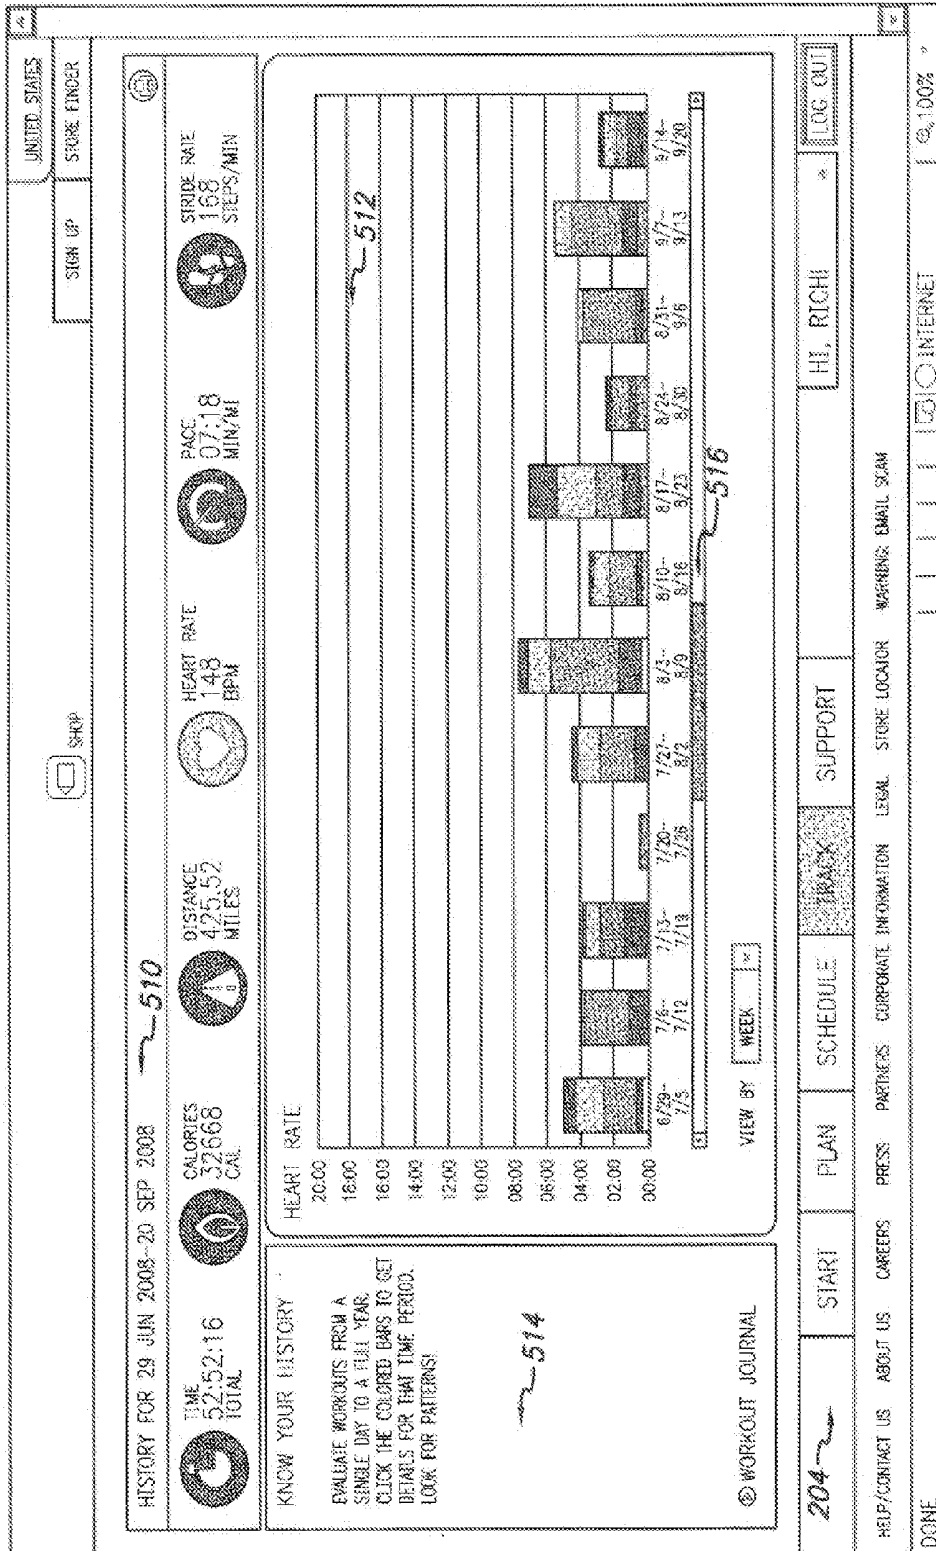 UNITED STATES
SIGN UP
STORE FINDER
SHOP
HISTORY FOR 29 JUN 2008-20 SEP 2008
510
TIME
52:52:16
TOTAL
CALORIES
32668
CAL
DISTANCE
425.52
MILES
HEART RATE
148
BPM
PACE
07:18
MIN/MI
STRIDE RATE
168
STEPS/MIN
KNOW YOUR HISTORY
EVALUATE WORKOUTS FROM A
SINGLE DAY TO A FULL YEAR.
CLICK THE COLORED BARS TO GET
DETAILS FOR THAT TIME PERIOD.
LOOK FOR PATTERNS!
514
WORKOUT JOURNAL
HEART RATE
512
20:00
18:00
16:00
14:00
12:00
10:00
08:00
06:00
04:00
02:00
00:00
6/29-
7/5
7/6-
7/12
7/13-
7/19
7/20-
7/26
7/27-
8/2
8/3-
8/9
8/10-
8/16
8/17-
8/23
8/24-
8/30
8/31-
9/6
9/7-
9/13
9/14-
9/20
516
VIEW BY WEEK
204
START
PLAN
SCHEDULE
TRACK
SUPPORT
HI, RICH!
LOG OUT
HELP/CONTACT US
ABOUT US
CAREERS
PRESS
PARTNERS
CORPORATE INFORMATION
LEGAL
STORE LOCATOR
WARNING: EMAIL SCAM
DONE
INTERNET
100%